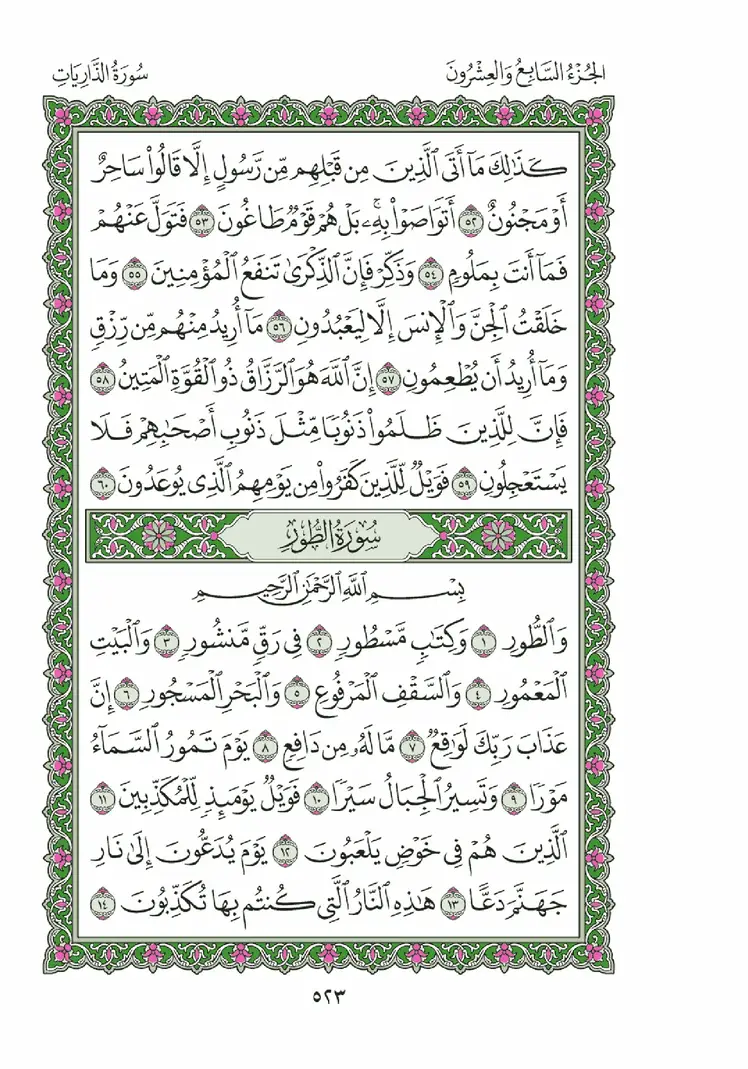 الجُزْءُ السَّابِعُ وَالعِشْرُونَ
سُورَةُ الذَّارِيَاتِ
كَذَٰلِكَ مَآ أَتَى ٱلَّذِينَ مِن قَبْلِهِم مِّن رَّسُولٍ إِلَّا قَالُوا۟ سَاحِرٌ
أَوْ مَجْنُونٌ ٥٢ أَتَوَاصَوْا۟ بِهِۦۚ بَلْ هُمْ قَوْمٌ طَاغُونَ ٥٣ فَتَوَلَّ عَنْهُمْ
فَمَآ أَنتَ بِمَلُومٍ ٥٤ وَذَكِّرْ فَإِنَّ ٱلذِّكْرَىٰ تَنفَعُ ٱلْمُؤْمِنِينَ ٥٥ وَمَا
خَلَقْتُ ٱلْجِنَّ وَٱلْإِنسَ إِلَّا لِيَعْبُدُونِ ٥٦ مَآ أُرِيدُ مِنْهُم مِّن رِّزْقٍ
وَمَآ أُرِيدُ أَن يُطْعِمُونِ ٥٧ إِنَّ ٱللَّهَ هُوَ ٱلرَّزَّاقُ ذُو ٱلْقُوَّةِ ٱلْمَتِينُ ٥٨
فَإِنَّ لِلَّذِينَ ظَلَمُوا۟ ذَنُوبًا مِّثْلَ ذَنُوبِ أَصْحَٰبِهِمْ فَلَا
يَسْتَعْجِلُونِ ٥٩ فَوَيْلٌ لِّلَّذِينَ كَفَرُوا۟ مِن يَوْمِهِمُ ٱلَّذِى يُوعَدُونَ ٦٠
سُورَةُ الطُّورِ
بِسْمِ ٱللَّهِ ٱلرَّحْمَٰنِ ٱلرَّحِيمِ
وَٱلطُّورِ ١ وَكِتَٰبٍ مَّسْطُورٍ ٢ فِى رَقٍّ مَّنشُورٍ ٣ وَٱلْبَيْتِ
ٱلْمَعْمُورِ ٤ وَٱلسَّقْفِ ٱلْمَرْفُوعِ ٥ وَٱلْبَحْرِ ٱلْمَسْجُورِ ٦ إِنَّ
عَذَابَ رَبِّكَ لَوَٰقِعٌ ٧ مَّا لَهُۥ مِن دَافِعٍ ٨ يَوْمَ تَمُورُ ٱلسَّمَآءُ
مَوْرًا ٩ وَتَسِيرُ ٱلْجِبَالُ سَيْرًا ١٠ فَوَيْلٌ يَوْمَئِذٍ لِّلْمُكَذِّبِينَ ١١
ٱلَّذِينَ هُمْ فِى خَوْضٍ يَلْعَبُونَ ١٢ يَوْمَ يُدَعُّونَ إِلَىٰ نَارِ
جَهَنَّمَ دَعًّا ١٣ هَٰذِهِ ٱلنَّارُ ٱلَّتِى كُنتُم بِهَا تُكَذِّبُونَ ١٤
٥٢٣